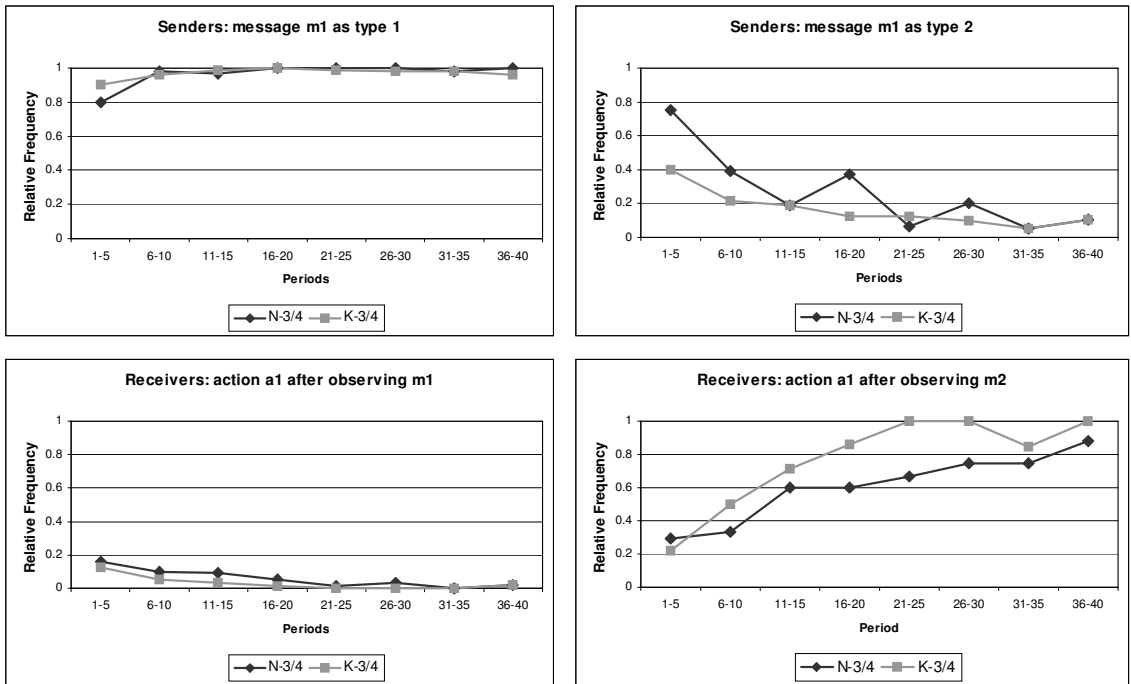 Senders: message m1 as type 1
Relative Frequency
1
0.8
0.6
0.4
0.2
0
1-5 6-10 11-15 16-20 21-25 26-30 31-35 36-40
Periods
N-3/4 K-3/4
Senders: message m1 as type 2
Relative Frequency
1
0.8
0.6
0.4
0.2
0
1-5 6-10 11-15 16-20 21-25 26-30 31-35 36-40
Periods
N-3/4 K-3/4
Receivers: action a1 after observing m1
Relative Frequency
1
0.8
0.6
0.4
0.2
0
1-5 6-10 11-15 16-20 21-25 26-30 31-35 36-40
Periods
N-3/4 K-3/4
Receivers: action a1 after observing m2
Relative Frequency
1
0.8
0.6
0.4
0.2
0
1-5 6-10 11-15 16-20 21-25 26-30 31-35 36-40
Period
N-3/4 K-3/4